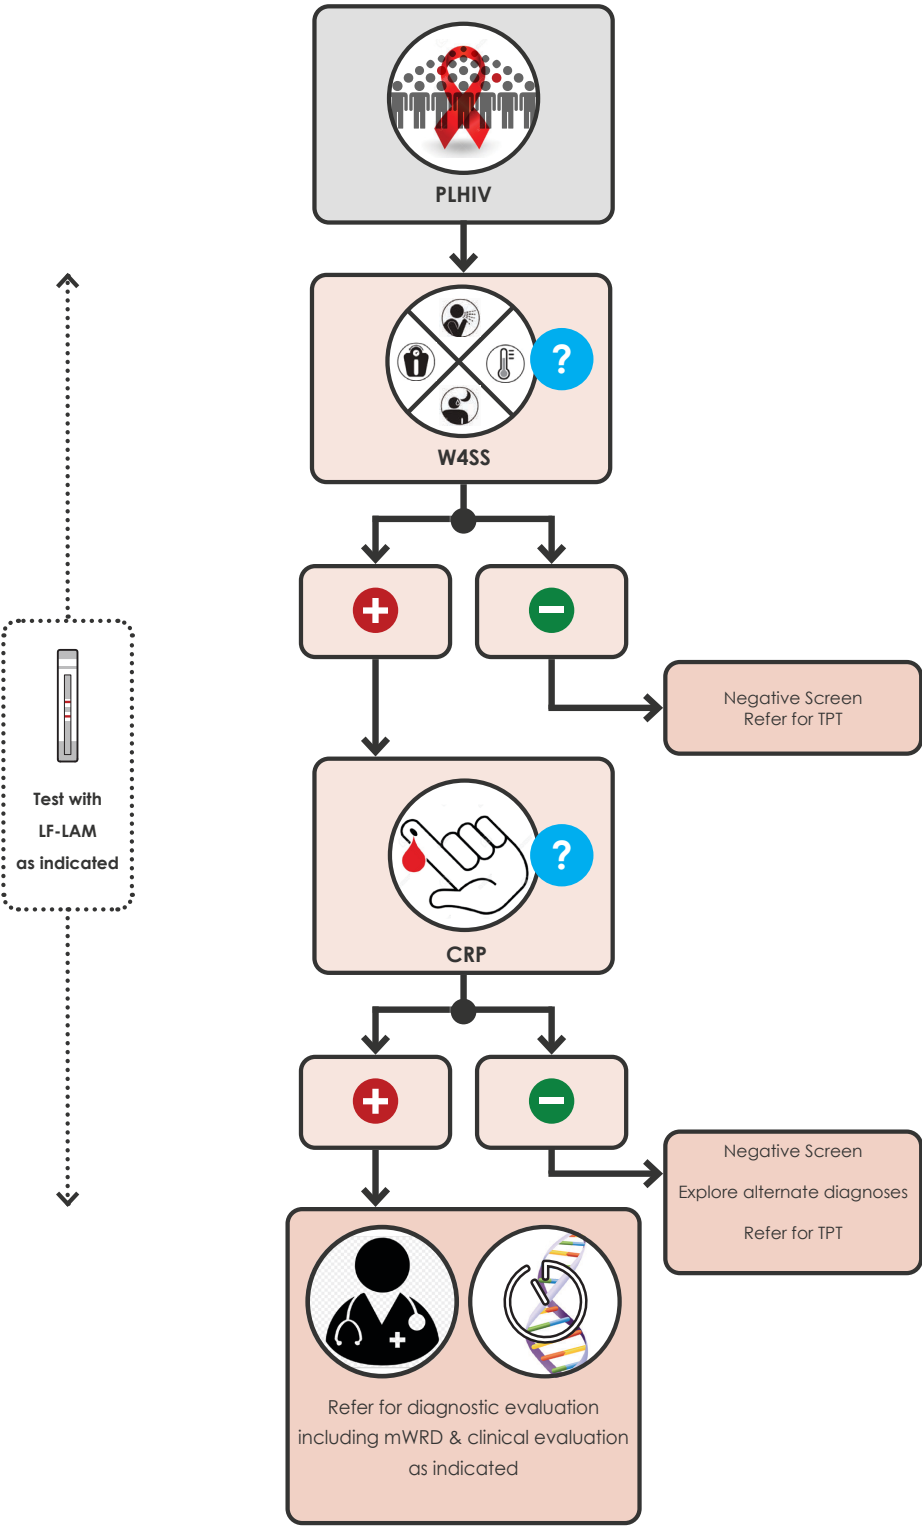 PLHIV
?
W4SS
Negative Screen
Refer for TPT
Test with
LF-LAM
as indicated
?
CRP
Negative Screen
Explore alternate diagnoses
Refer for TPT
Refer for diagnostic evaluation
including mWRD & clinical evaluation
as indicated